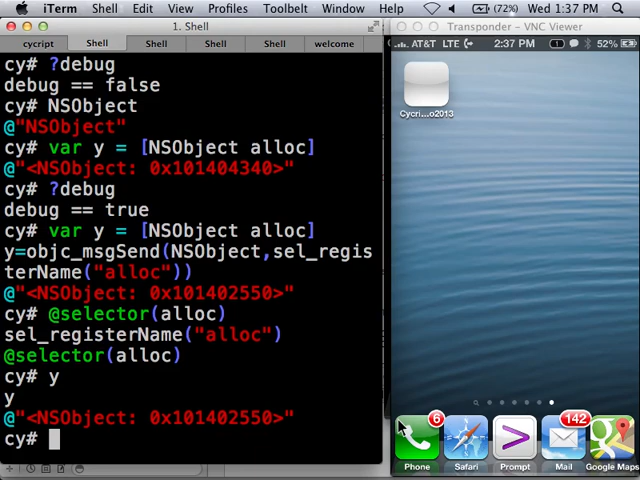 iTerm Shell Edit View Profiles Toolbelt Window Help (72%) Wed 1:37 PM
1. Shell
cycript Shell Shell Shell Shell welcome
cy# ?debug
debug == false
cy# NSObject
@"NSObject"
cy# var y = [NSObject alloc]
@"<NSObject: 0x101404340>"
cy# ?debug
debug == true
cy# var y = [NSObject alloc]
y=objc_msgSend(NSObject,sel_regis
terName("alloc"))
@"<NSObject: 0x101402550>"
cy# @selector(alloc)
sel_registerName("alloc")
@selector(alloc)
cy# y
y
@"<NSObject: 0x101402550>"
cy#
Transponder - VNC Viewer
AT&T LTE 2:37 PM 1 52%
Cycri...o2013
6
142
Phone Safari Prompt Mail Google Maps